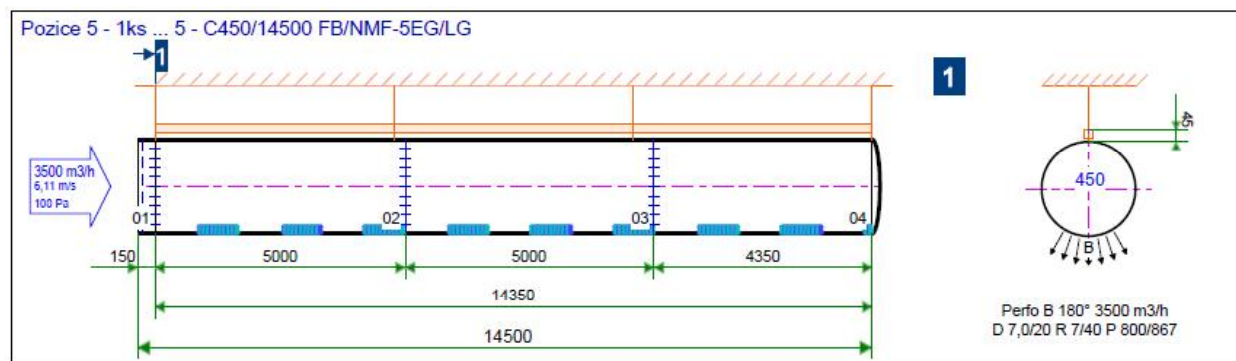 Pozice 5 - 1ks ... 5 - C450/14500 FB/NMF-5EG/LG
1
1
45
3500 m3/h
6,11 m/s
100 Pa
450
01
02
03
04
B
150
5000
5000
4350
14350
14500
Perfo B 180° 3500 m3/h
D 7,0/20 R 7/40 P 800/867